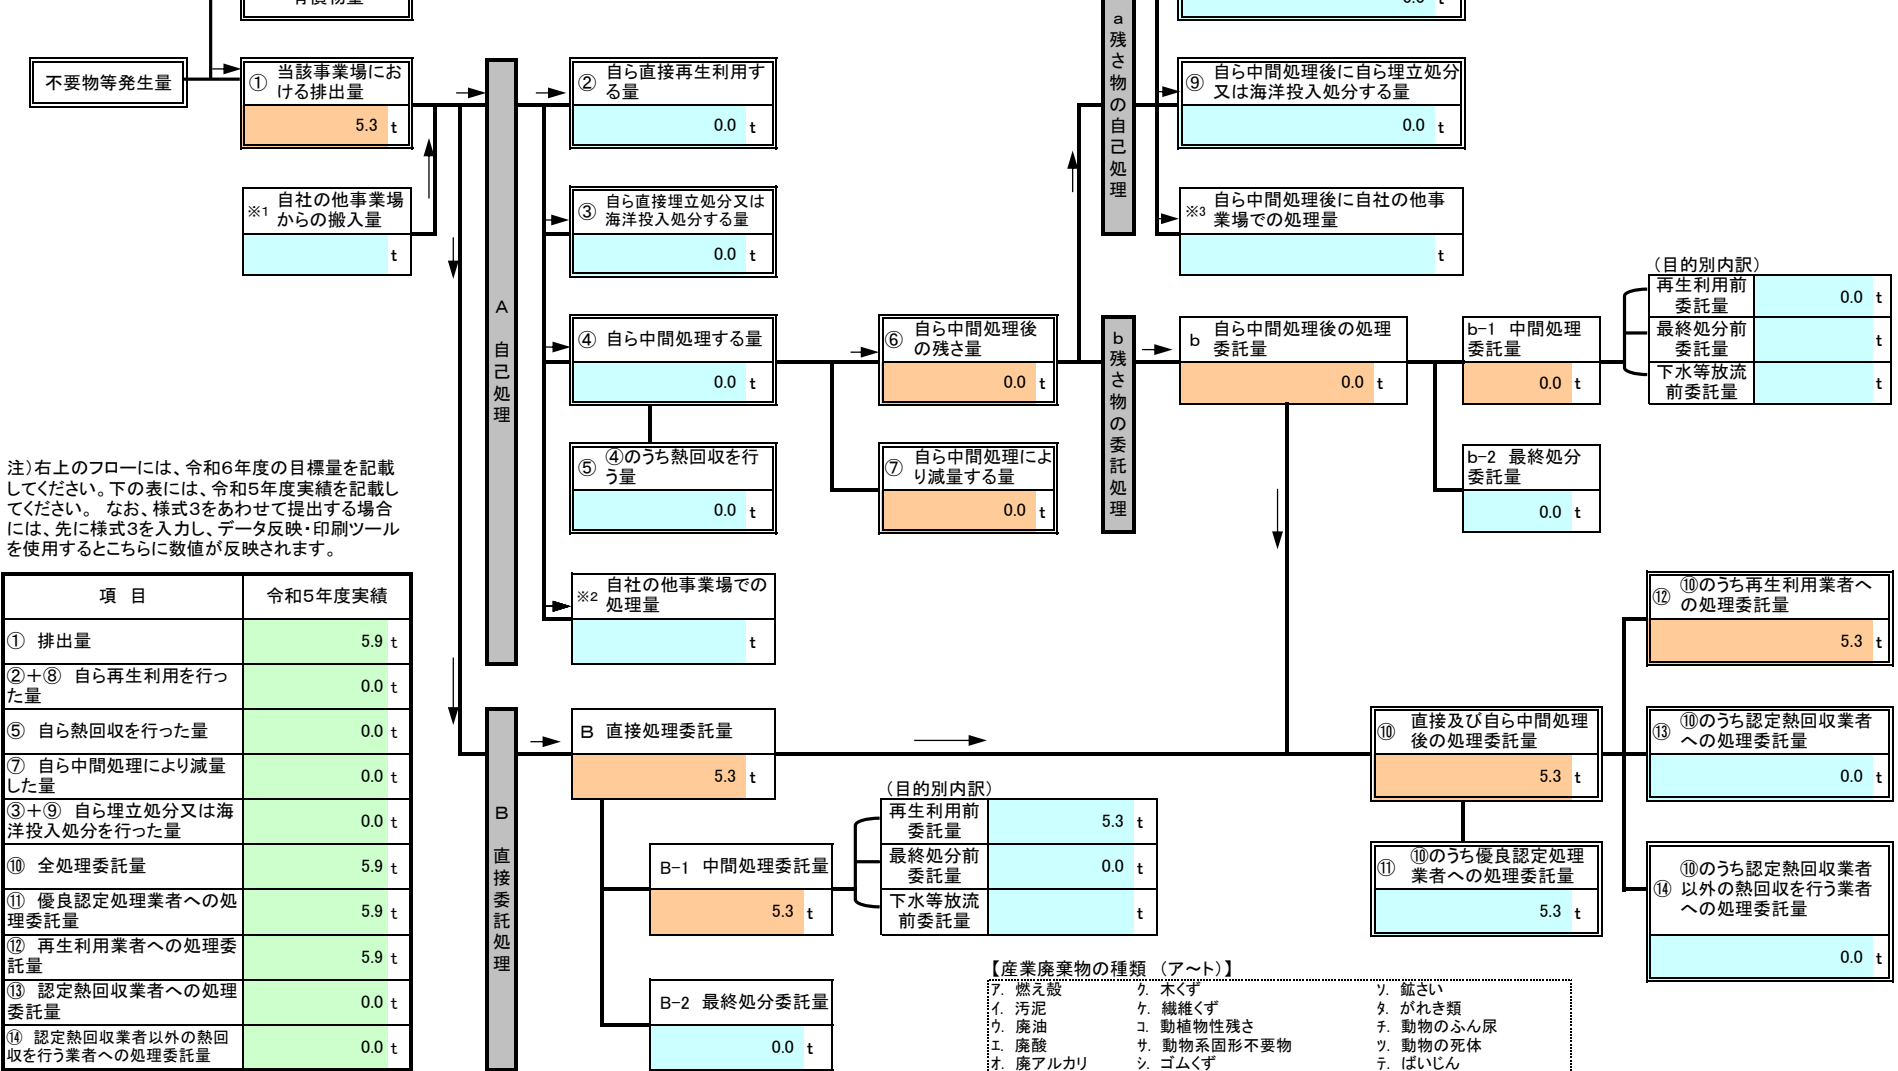 不要物等発生量
① 当該事業場にお
ける排出量
5.3 t
※1 自社の他事業場
からの搬入量
t
A 自己処理
② 自ら直接再生利用す
る量
0.0 t
③ 自ら直接埋立処分又は
海洋投入処分する量
0.0 t
④ 自ら中間処理する量
0.0 t
⑤ ④のうち熱回収を行
う量
0.0 t
※2 自社の他事業場での
処理量
t
⑥ 自ら中間処理後
の残さ量
0.0 t
⑦ 自ら中間処理によ
り減量する量
0.0 t
a残さ物の自己処理
⑨ 自ら中間処理後に自ら埋立処分
又は海洋投入処分する量
0.0 t
※3 自ら中間処理後に自社の他事
業場での処理量
t
b残さ物の委託処理
b 自ら中間処理後の処理
委託量
0.0 t
b-1 中間処理
委託量
0.0 t
b-2 最終処分
委託量
0.0 t
(目的別内訳)
再生利用前
委託量
0.0 t
最終処分前
委託量
t
下水等放流
前委託量
t
注)右上のフローには、令和6年度の目標量を記載
してください。下の表には、令和5年度実績を記載し
てください。 なお、様式3をあわせて提出する場合
には、先に様式3を入力し、データ反映・印刷ツール
を使用するとこちらに数値が反映されます。
項 目 令和5年度実績
① 排出量 5.9 t
②+⑧ 自ら再生利用を行っ
た量 0.0 t
⑤ 自ら熱回収を行った量 0.0 t
⑦ 自ら中間処理により減量
した量 0.0 t
③+⑨ 自ら埋立処分又は海
洋投入処分を行った量 0.0 t
⑩ 全処理委託量 5.9 t
⑪ 優良認定処理業者への処
理委託量 5.9 t
⑫ 再生利用業者への処理委
託量 5.9 t
⑬ 認定熱回収業者への処理
委託量 0.0 t
⑭ 認定熱回収業者以外の熱回
収を行う業者への処理委託量 0.0 t
B 直接委託処理
B 直接処理委託量
5.3 t
B-1 中間処理委託量
5.3 t
B-2 最終処分委託量
0.0 t
(目的別内訳)
再生利用前
委託量
5.3 t
最終処分前
委託量
0.0 t
下水等放流
前委託量
t
⑩ 直接及び自ら中間処理
後の処理委託量
5.3 t
⑪ ⑩のうち優良認定処理
業者への処理委託量
5.3 t
⑫ ⑩のうち再生利用業者へ
の処理委託量
5.3 t
⑬ ⑩のうち認定熱回収業者
への処理委託量
0.0 t
⑭ ⑩のうち認定熱回収業者
以外の熱回収を行う業者
への処理委託量
0.0 t
【産業廃棄物の種類 (ア~ト)】
ア. 燃え殻 ク. 木くず ソ. 鉱さい
イ. 汚泥 ケ. 繊維くず タ. がれき類
ウ. 廃油 コ. 動植物性残さ チ. 動物のふん尿
エ. 廃酸 サ. 動物系固形不要物 ツ. 動物の死体
オ. 廃アルカリ シ. ゴムくず テ. ばいじん